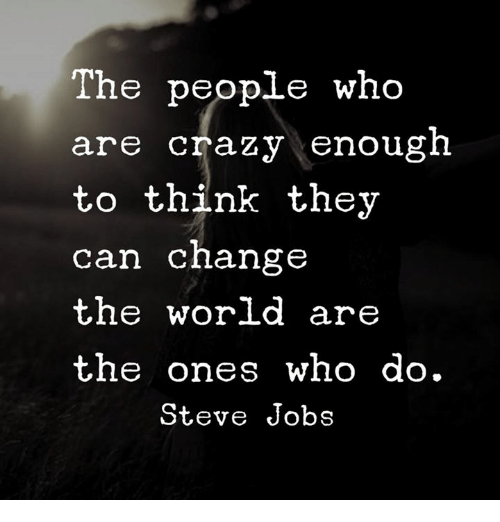 The people who
are crazy enough
to think they
can change
the world are
the ones who do.
Steve Jobs